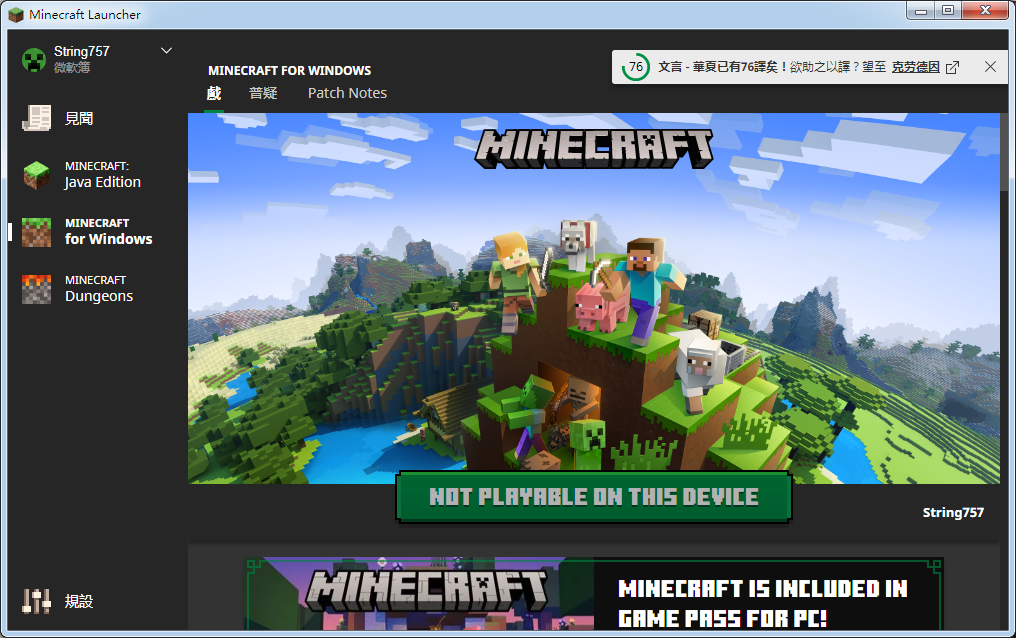 Minecraft Launcher
String757
微軟簿
見聞
MINECRAFT:
Java Edition
MINECRAFT
for Windows
MINECRAFT
Dungeons
規設
MINECRAFT FOR WINDOWS
戲 普疑 Patch Notes
76 文言 - 華夏已有76譯矣！欲助之以譯？望至 克劳德因
MINECRAFT
NOT PLAYABLE ON THIS DEVICE
String757
MINECRAFT
MINECRAFT IS INCLUDED IN
GAME PASS FOR PC!